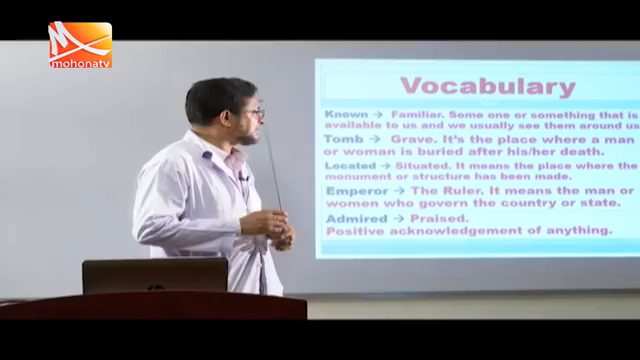 mohonatv
Vocabulary
Known → Familiar. Some one or something that is
available to us and we usually see them around us
Tomb → Grave. It's the place where a man
or woman is buried after his/her death.
Located → Situated. It means the place where the
monument or structure has been made.
Emperor → The Ruler. It means the man or
women who govern the country or state.
Admired → Praised.
Positive acknowledgement of anything.